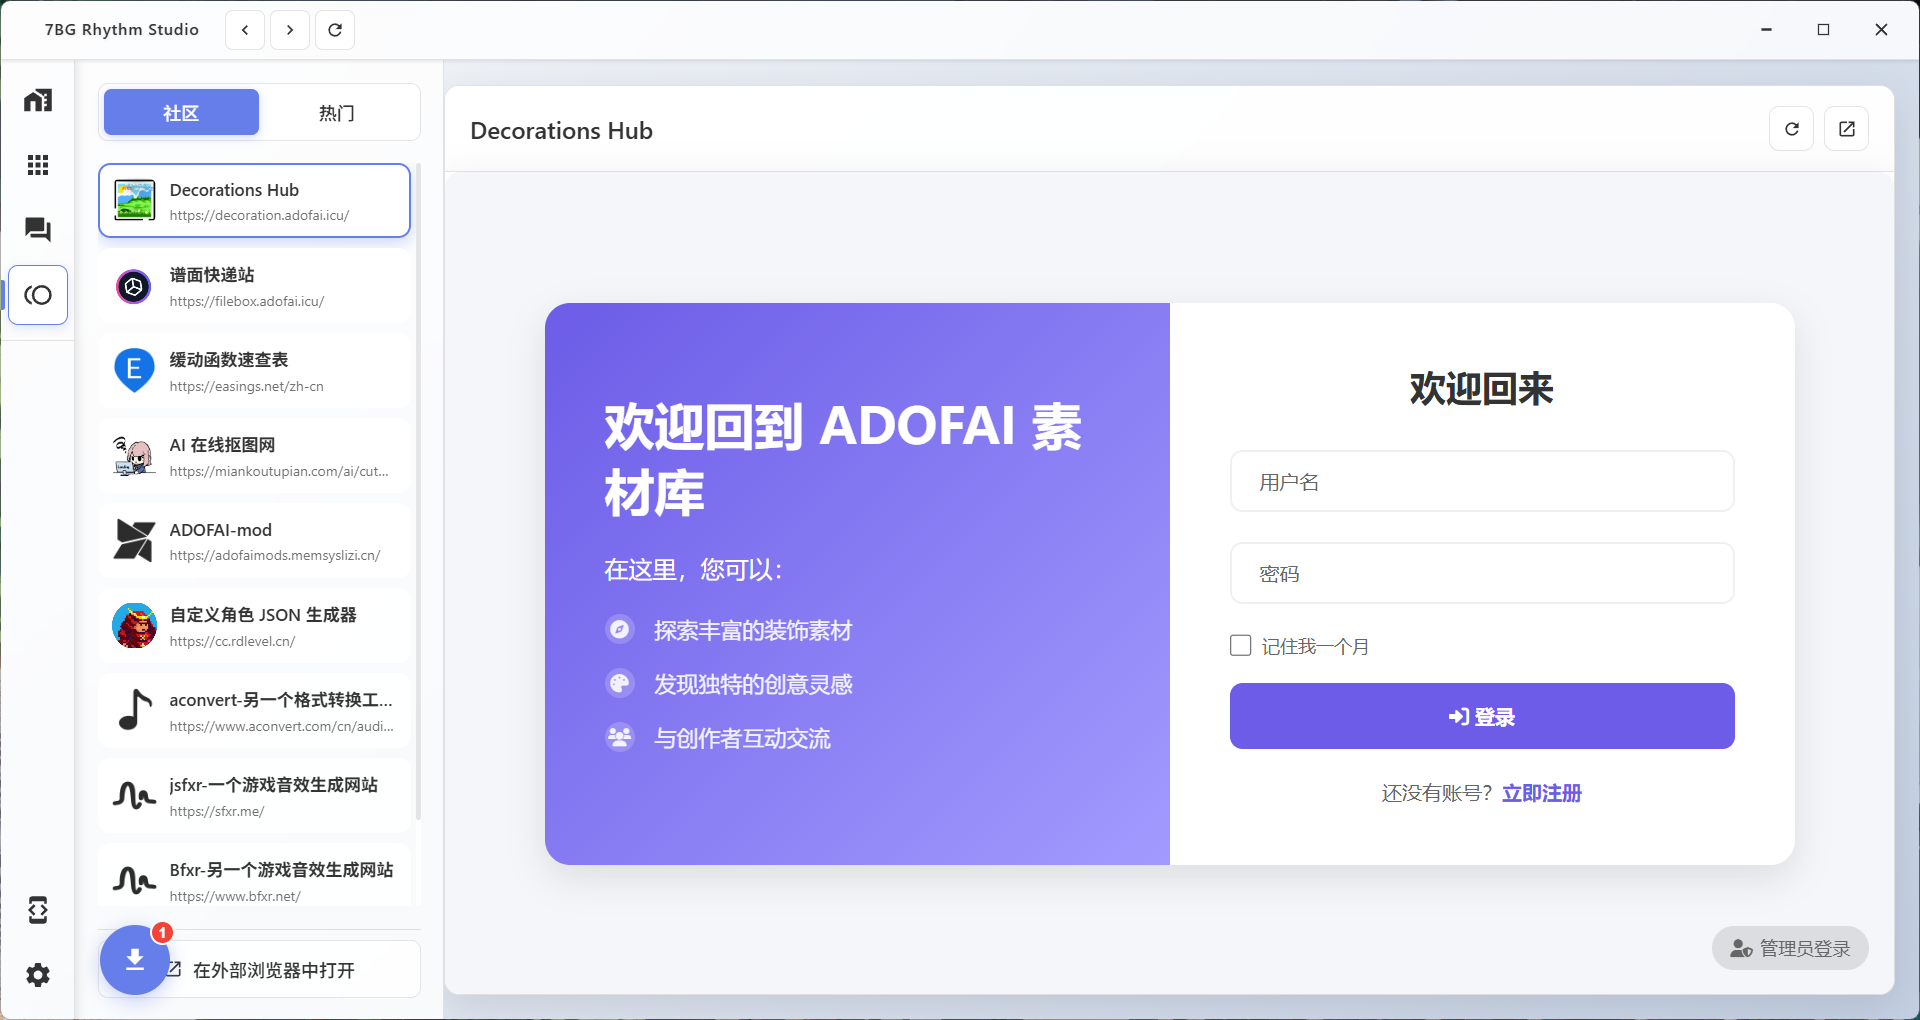 7BG Rhythm Studio
社区
热门
Decorations Hub
https://decoration.adofai.icu/
谱面快递站
https://filebox.adofai.icu/
缓动函数速查表
https://easings.net/zh-cn
AI 在线抠图网
https://miankoutupian.com/ai/cut...
ADOFAI-mod
https://adofaimods.memsyslizi.cn/
自定义角色 JSON 生成器
https://cc.rdlevel.cn/
aconvert-另一个格式转换工...
https://www.aconvert.com/cn/audi...
jsfxr-一个游戏音效生成网站
https://sfxr.me/
Bfxr-另一个游戏音效生成网站
https://www.bfxr.net/
1
在外部浏览器中打开
Decorations Hub
欢迎回到 ADOFAI 素
材库
在这里，您可以：
探索丰富的装饰素材
发现独特的创意灵感
与创作者互动交流
欢迎回来
用户名
密码
记住我一个月
登录
还没有账号？立即注册
管理员登录